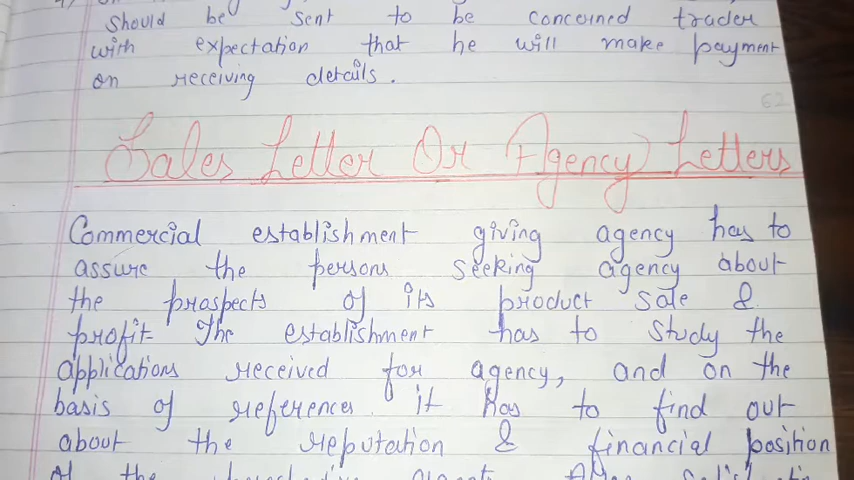 should be sent to be concerned trader
with expectation that he will make payment
on receiving details.
62
Sales Letter Or Agency Letters
Commercial establishment giving agency has to
assure the persons seeking agency about
the prospects of its product sale &
profit. The establishment has to study the
applications received for agency, and on the
basis of references it has to find out
about the reputation & financial position
of the